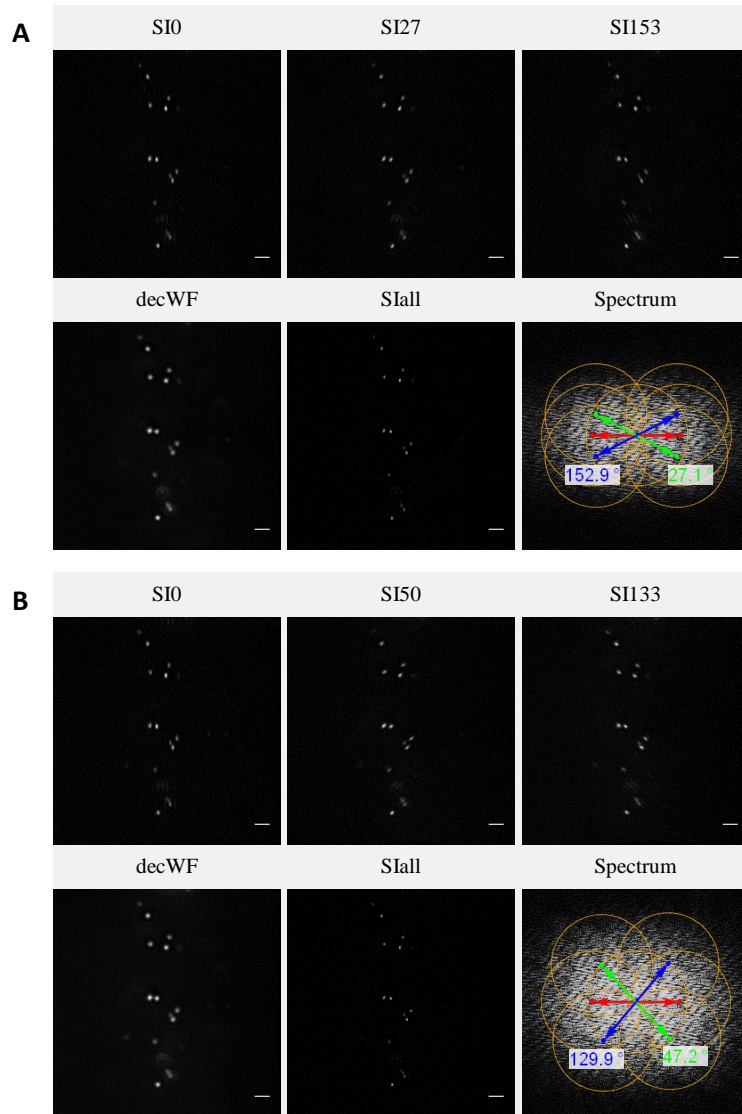 A
SI0 SI27 SI153
decWF SIall Spectrum
152.9° 27.1°
B
SI0 SI50 SI133
decWF SIall Spectrum
129.9° 47.2°